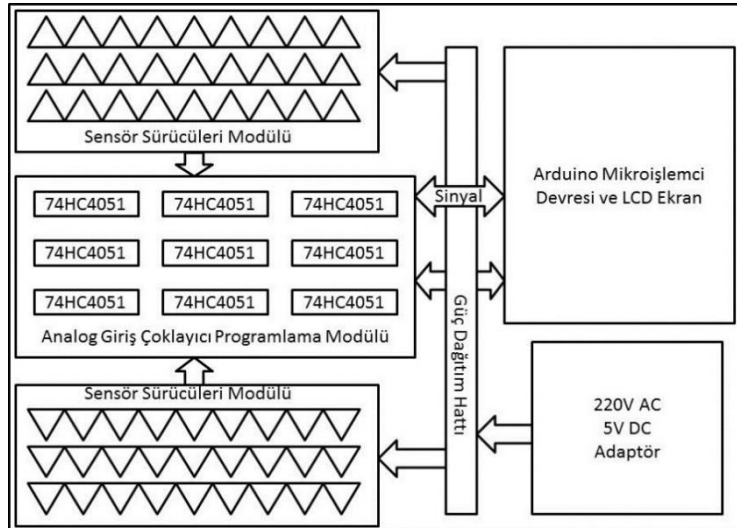 Sensör Sürücüleri Modülü
74HC4051 74HC4051 74HC4051
74HC4051 74HC4051 74HC4051
74HC4051 74HC4051 74HC4051
Analog Giriş Çoklayıcı Programlama Modülü
Sensör Sürücüleri Modülü
Sinyal
Güç Dağıtım Hattı
Arduino Mikroişlemci
Devresi ve LCD Ekran
220V AC
5V DC
Adaptör